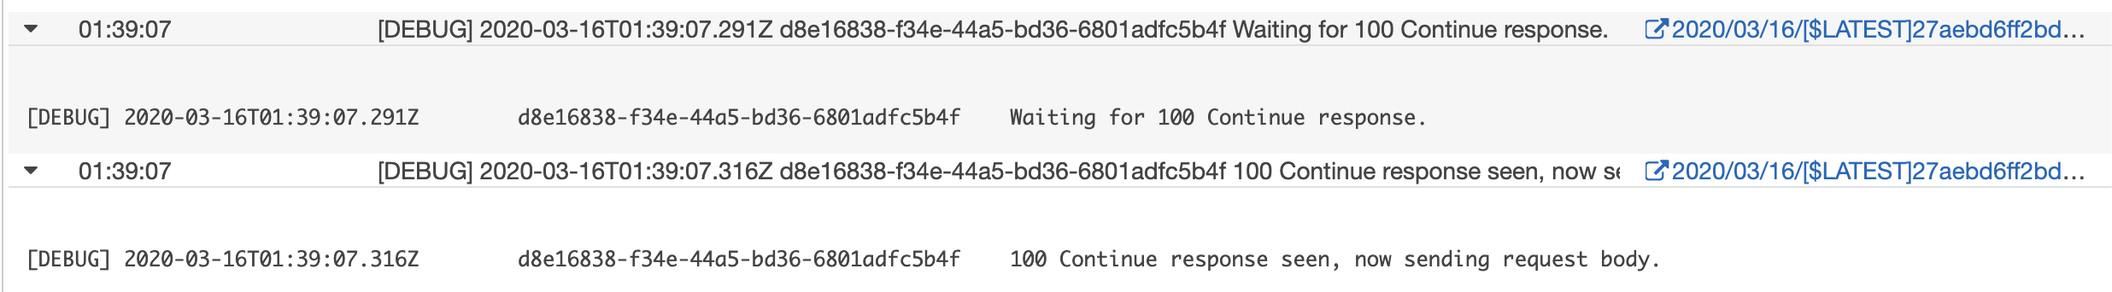 01:39:07 [DEBUG] 2020-03-16T01:39:07.291Z d8e16838-f34e-44a5-bd36-6801adfc5b4f Waiting for 100 Continue response. 2020/03/16/[$LATEST]27aebd6ff2bd...
[DEBUG] 2020-03-16T01:39:07.291Z d8e16838-f34e-44a5-bd36-6801adfc5b4f Waiting for 100 Continue response.
01:39:07 [DEBUG] 2020-03-16T01:39:07.316Z d8e16838-f34e-44a5-bd36-6801adfc5b4f 100 Continue response seen, now se 2020/03/16/[$LATEST]27aebd6ff2bd...
[DEBUG] 2020-03-16T01:39:07.316Z d8e16838-f34e-44a5-bd36-6801adfc5b4f 100 Continue response seen, now sending request body.